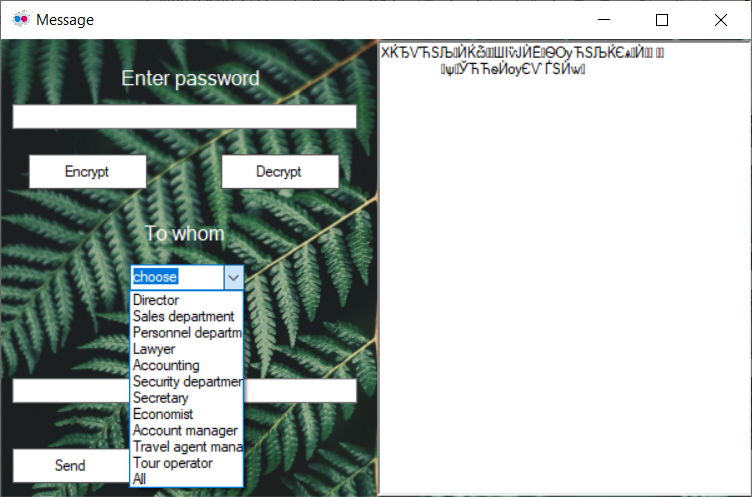 Message
Enter password
Encrypt
Decrypt
To whom
choose
Director
Sales department
Personnel departm
Lawyer
Accounting
Security departmen
Secretary
Economist
Account manager
Travel agent mana
Tour operator
All
Send